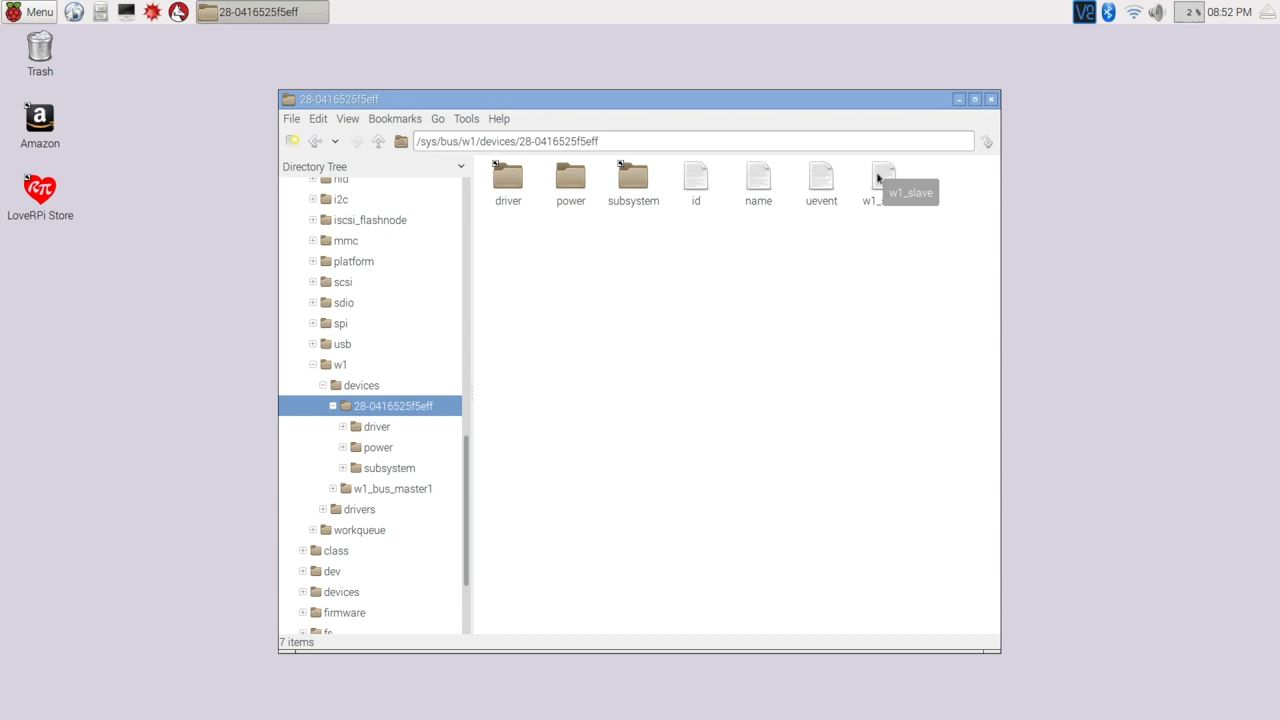 Menu
28-0416525f5eff
2 %
08:52 PM
Trash
a
Amazon
LoveRPi Store
28-0416525f5eff
File Edit View Bookmarks Go Tools Help
/sys/bus/w1/devices/28-0416525f5eff
Directory Tree
hid
i2c
iscsi_flashnode
mmc
platform
scsi
sdio
spi
usb
w1
devices
28-0416525f5eff
driver
power
subsystem
w1_bus_master1
drivers
workqueue
class
dev
devices
firmware
fs
driver power subsystem id name uevent
w1_slave
7 items